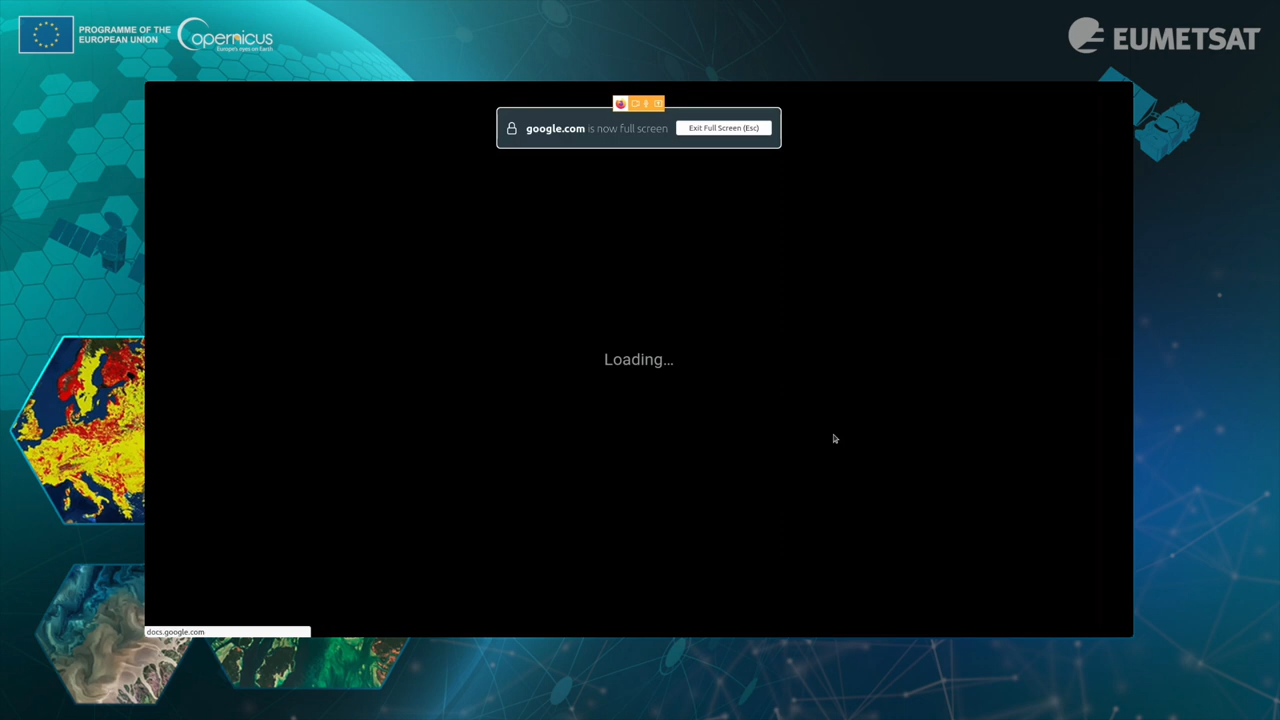 PROGRAMME OF THE
EUROPEAN UNION
opernicus
Europe's eyes on Earth
EUMETSAT
google.com is now full screen
Exit Full Screen (Esc)
Loading...
docs.google.com